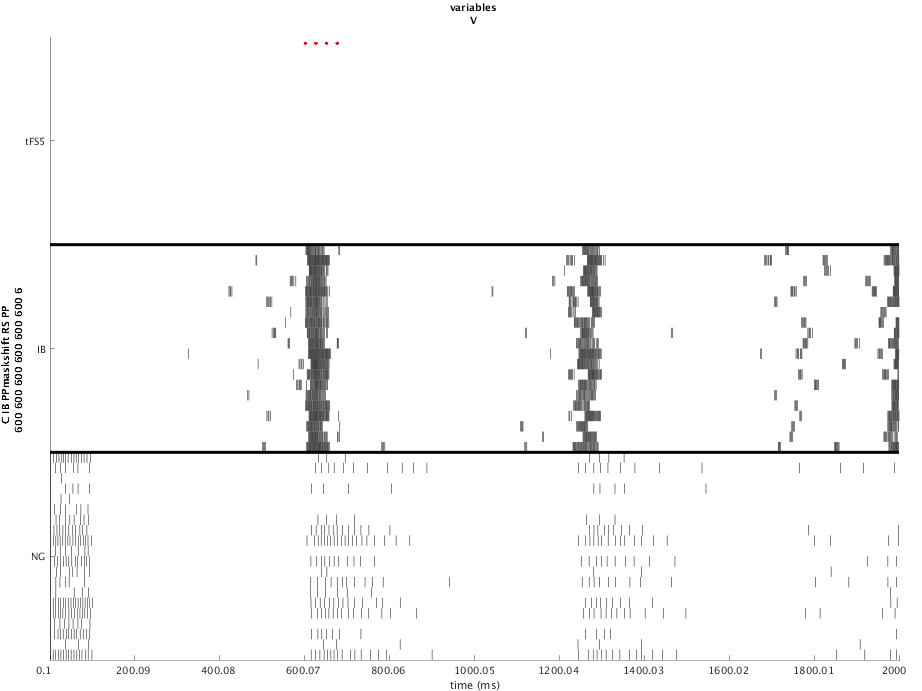 variables
V
tFS5
IB
NG
C IB PPmaskshift RS PP
600 600 600 600 600 600 6
0.1 200.09 400.08 600.07 800.06 1000.05 1200.04 1400.03 1600.02 1800.01 2000
time (ms)